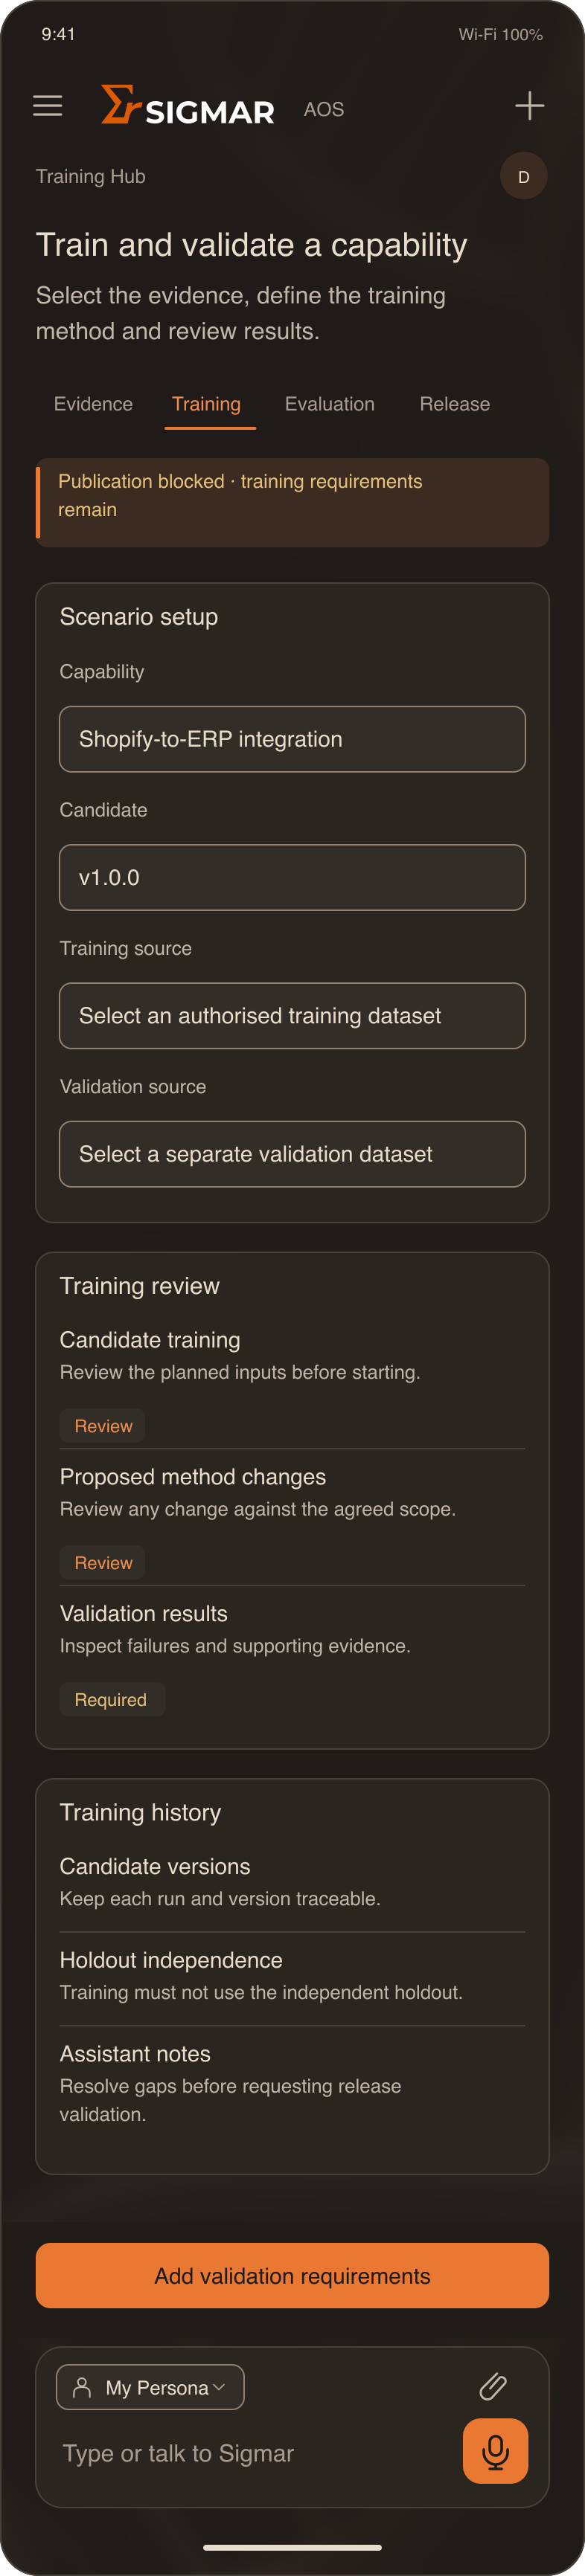 9:41
Wi-Fi 100%
Σr SIGMAR AOS
Training Hub
D
Train and validate a capability
Select the evidence, define the training
method and review results.
Evidence Training Evaluation Release
Publication blocked · training requirements
remain
Scenario setup
Capability
Shopify-to-ERP integration
Candidate
v1.0.0
Training source
Select an authorised training dataset
Validation source
Select a separate validation dataset
Training review
Candidate training
Review the planned inputs before starting.
Review
Proposed method changes
Review any change against the agreed scope.
Review
Validation results
Inspect failures and supporting evidence.
Required
Training history
Candidate versions
Keep each run and version traceable.
Holdout independence
Training must not use the independent holdout.
Assistant notes
Resolve gaps before requesting release
validation.
Add validation requirements
My Persona
Type or talk to Sigmar